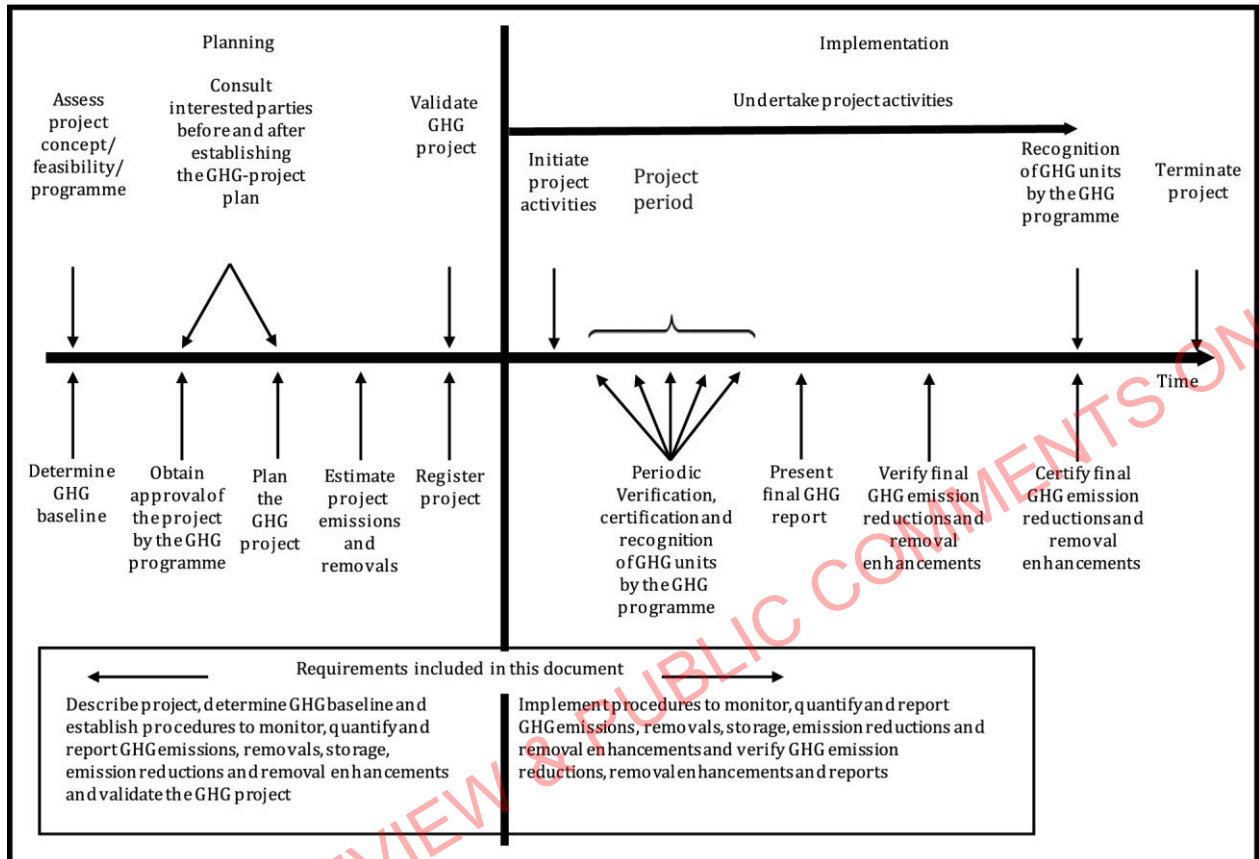 Planning
Implementation
Assess
project
concept/
feasibility/
programme
Consult
interested parties
before and after
establishing
the GHG-project
plan
Validate
GHG
project
Undertake project activities
Initiate
project
activities
Project
period
Recognition
of GHG units
by the GHG
programme
Terminate
project
Time
Determine
GHG
baseline
Obtain
approval of
the project
by the GHG
programme
Plan
the
GHG
project
Estimate
project
emissions
and
removals
Register
project
Periodic
Verification,
certification and
recognition
of GHG units
by the GHG
programme
Present
final GHG
report
Verify final
GHG emission
reductions and
removal
enhancements
Certify final
GHG emission
reductions and
removal
enhancements
Requirements included in this document
Describe project, determine GHG baseline and
establish procedures to monitor, quantify and
report GHG emissions, removals, storage,
emission reductions and removal enhancements
and validate the GHG project
Implement procedures to monitor, quantify and report
GHG emissions, removals, storage, emission reductions and
removal enhancements and verify GHG emission
reductions, removal enhancements and reports
VIEW & PUBLIC COMMENTS ON